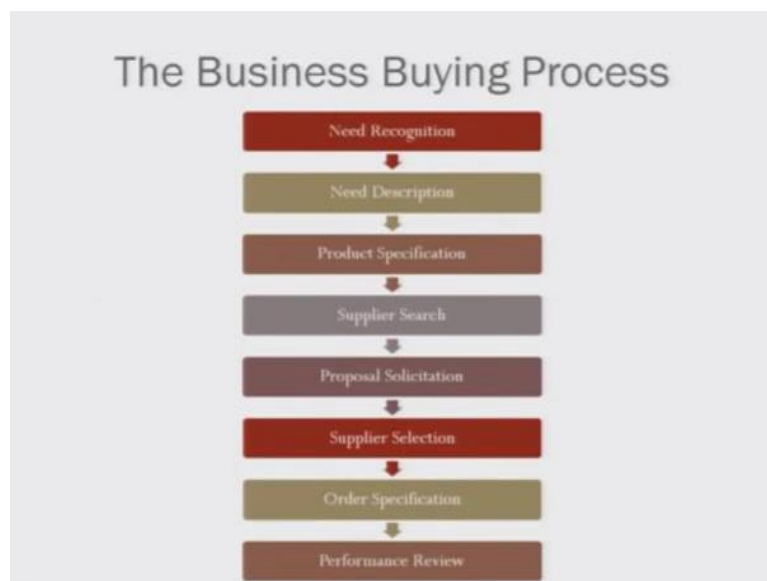 The Business Buying Process
Need Recognition
Need Description
Product Specification
Supplier Search
Proposal Solicitation
Supplier Selection
Order Specification
Performance Review